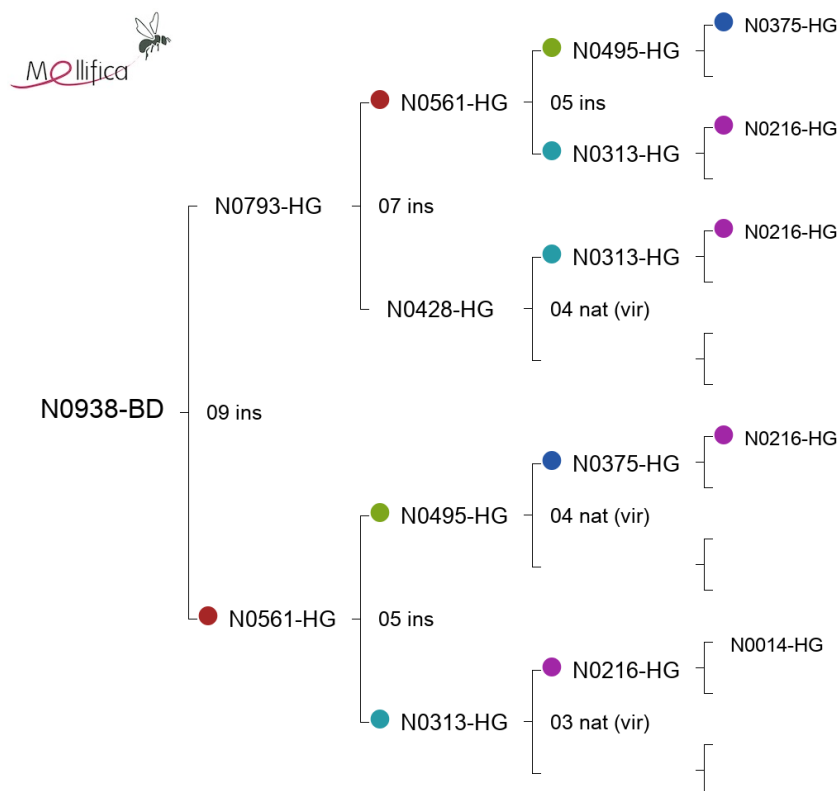 Mellifica
N0375-HG
N0495-HG
N0561-HG
05 ins
N0216-HG
N0313-HG
N0793-HG
07 ins
N0216-HG
N0313-HG
N0428-HG
04 nat (vir)
N0938-BD
09 ins
N0216-HG
N0375-HG
N0495-HG
04 nat (vir)
N0561-HG
05 ins
N0014-HG
N0216-HG
N0313-HG
03 nat (vir)